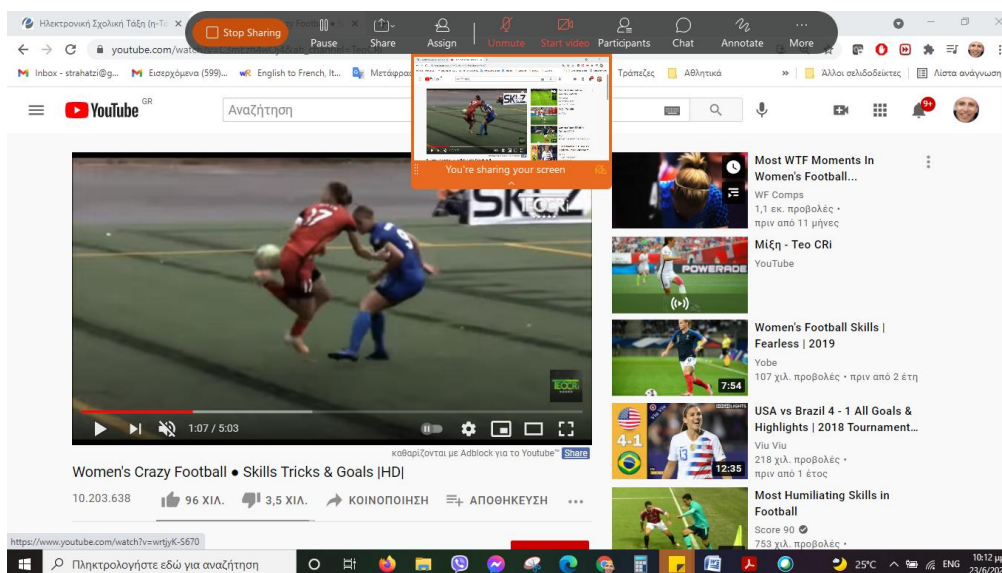 Ηλεκτρονική Σχολική Τάξη (η-Τά
Stop Sharing
Pause
Share
Assign
Unmute
Start video
Participants
Chat
Annotate
More
Inbox - strahatzi@g...
Εισερχόμενα (599)...
English to French, It...
Μετάφρασ
Τράπεζες
Αθλητικά
Άλλοι σελιδοδείκτες
Λίστα ανάγνωσης
YouTube GR
Αναζήτηση
9+
You're sharing your screen
SKLZ
TEOCRi
17
9
TEOCRi
1:07 / 5:03
καθαρίζονται με Adblock για το Youtube™ Share
Women's Crazy Football ● Skills Tricks & Goals |HD|
10.203.638
96 ΧΙΛ.
3,5 ΧΙΛ.
ΚΟΙΝΟΠΟΙΗΣΗ
ΑΠΟΘΗΚΕΥΣΗ
Most WTF Moments In
Women's Football...
WF Comps
1,1 εκ. προβολές •
πριν από 11 μήνες
POWERADE
Μίξη - Teo CRi
YouTube
7:54
Women's Football Skills |
Fearless | 2019
Yobe
107 χιλ. προβολές • πριν από 2 έτη
4-1
12:35
USA vs Brazil 4 - 1 All Goals &
Highlights | 2018 Tournament...
Viu Viu
218 χιλ. προβολές •
πριν από 1 έτος
Most Humiliating Skills in
Football
Score 90
753 χιλ. προβολές •
https://www.youtube.com/watch?v=wrtjyK-S670
Πληκτρολογήστε εδώ για αναζήτηση
25°C
ENG
10:12 μμ
23/6/202